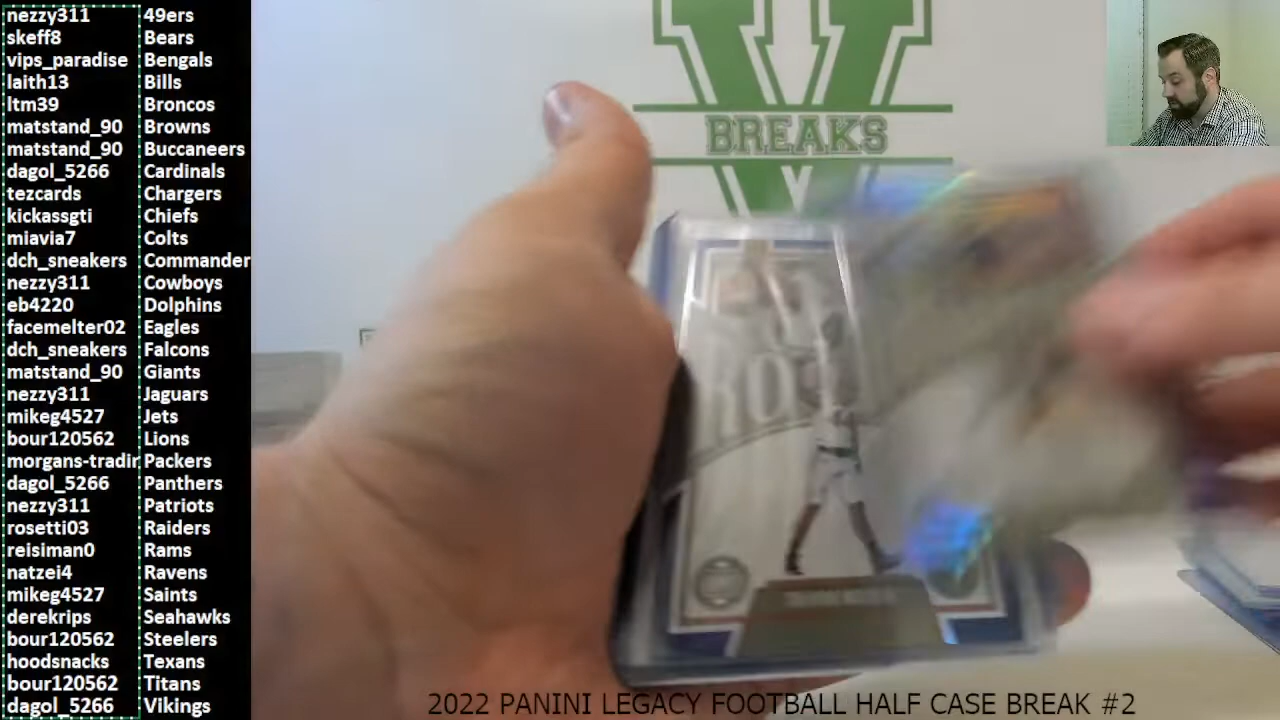 nezzy311 49ers
skeff8 Bears
vips_paradise Bengals
laith13 Bills
ltm39 Broncos
matstand_90 Browns
matstand_90 Buccaneers
dagol_5266 Cardinals
tezcards Chargers
kickassgti Chiefs
miavia7 Colts
dch_sneakers Commander
nezzy311 Cowboys
eb4220 Dolphins
facemelter02 Eagles
dch_sneakers Falcons
matstand_90 Giants
nezzy311 Jaguars
mikeg4527 Jets
bour120562 Lions
morgans-tradin Packers
dagol_5266 Panthers
nezzy311 Patriots
rosetti03 Raiders
reisiman0 Rams
natzei4 Ravens
mikeg4527 Saints
derekrips Seahawks
bour120562 Steelers
hoodsnacks Texans
bour120562 Titans
dagol_5266 Vikings
V
BREAKS
2022 PANINI LEGACY FOOTBALL HALF CASE BREAK #2